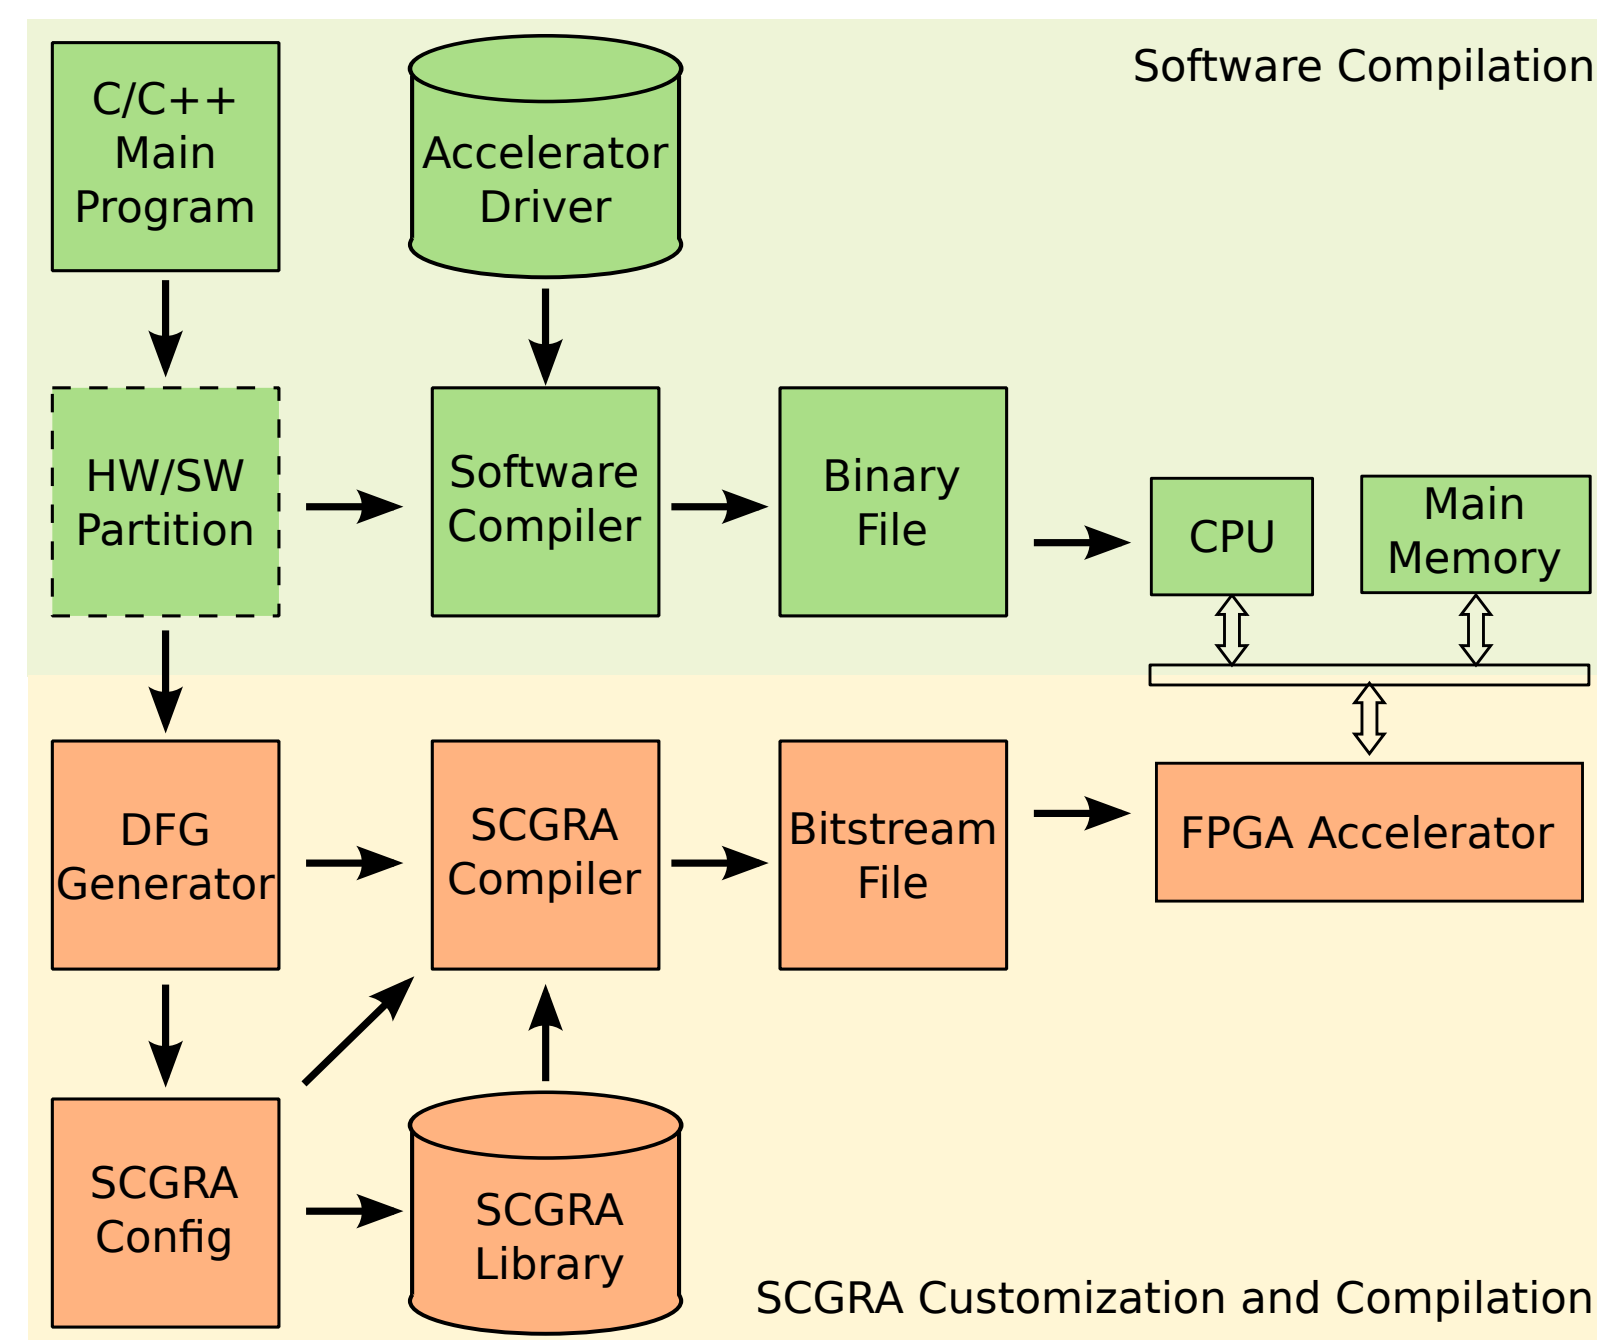 Software Compilation
C/C++
Main
Program
Accelerator
Driver
HW/SW
Partition
Software
Compiler
Binary
File
CPU
Main
Memory
DFG
Generator
SCGRA
Compiler
Bitstream
File
FPGA Accelerator
SCGRA
Config
SCGRA
Library
SCGRA Customization and Compilation